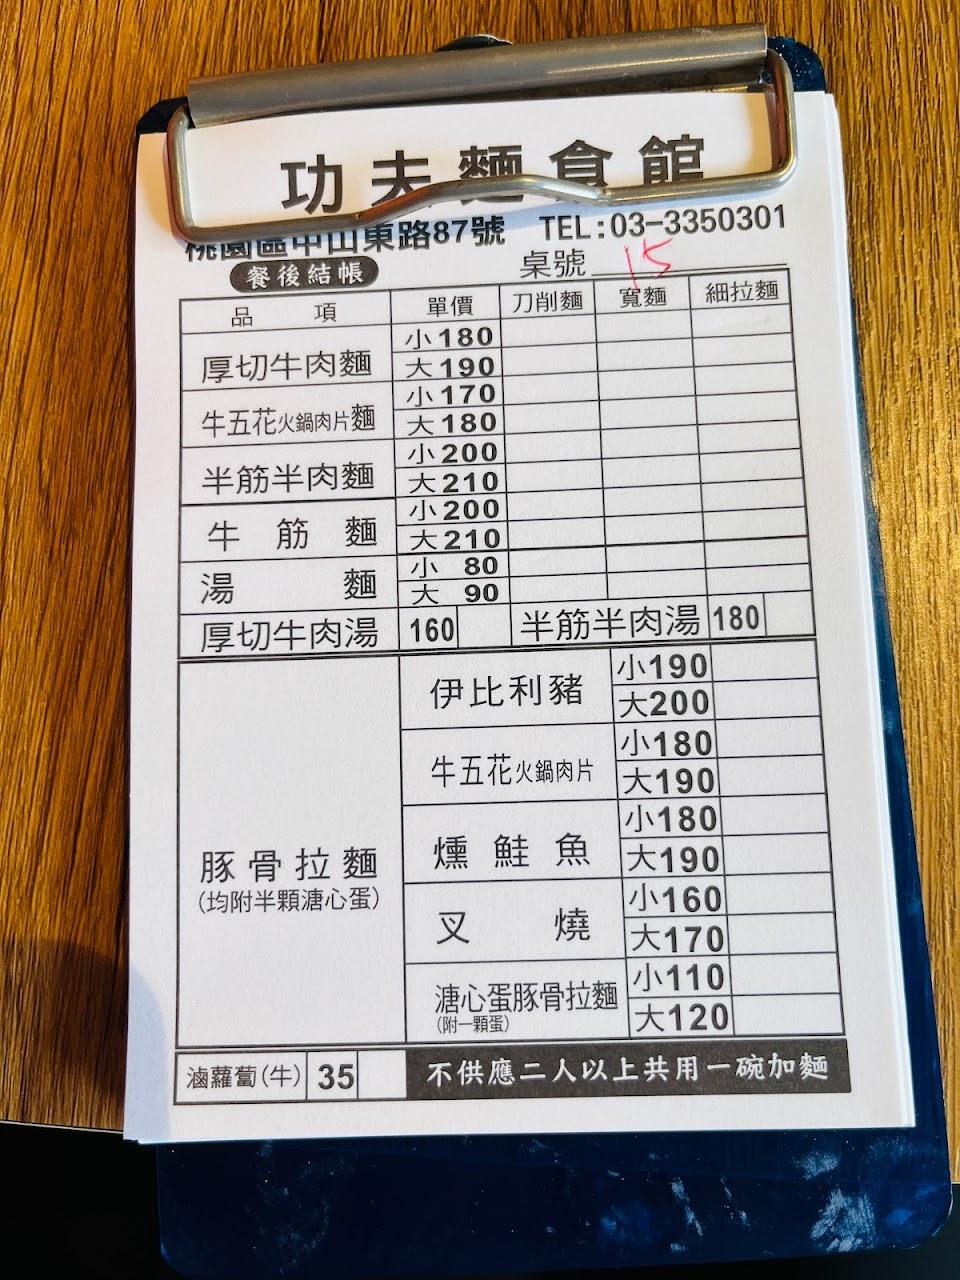 功夫麵食館
桃園區中山東路87號 TEL:03-3350301
餐後結帳 桌號 15
品項 單價 刀削麵 寬麵 細拉麵
厚切牛肉麵 小180
大190
牛五花火鍋肉片麵 小170
大180
半筋半肉麵 小200
大210
牛筋麵 小200
大210
湯麵 小 80
大 90
厚切牛肉湯 160 半筋半肉湯 180
豚骨拉麵
(均附半顆溏心蛋)
伊比利豬 小190
大200
牛五花火鍋肉片 小180
大190
燻鮭魚 小180
大190
叉燒 小160
大170
溏心蛋豚骨拉麵 小110
(附一顆蛋) 大120
滷蘿蔔(牛) 35 不供應二人以上共用一碗加麵